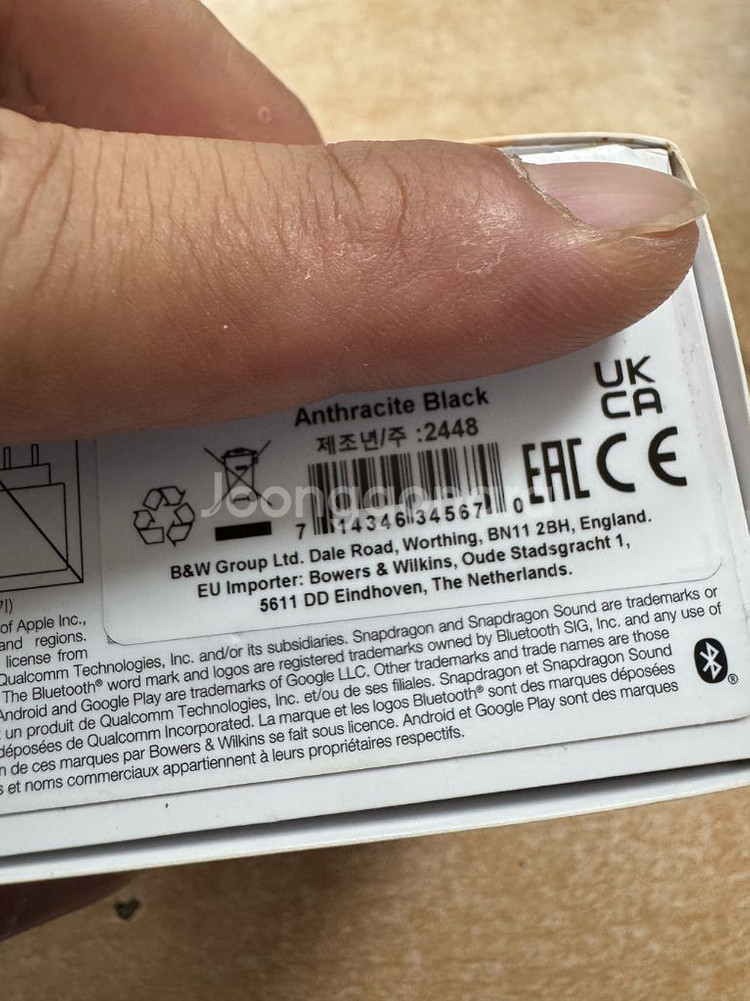 Anthracite Black
제조년/주 :2448
UK
CA
EAC CE
Joonggonara
7 14346 34567 0
B&W Group Ltd. Dale Road, Worthing, BN11 2BH, England.
EU Importer: Bowers & Wilkins, Oude Stadsgracht 1,
5611 DD Eindhoven, The Netherlands.
of Apple Inc.,
and regions.
license from
Qualcomm Technologies, Inc. and/or its subsidiaries. Snapdragon and Snapdragon Sound are trademarks or
The Bluetooth® word mark and logos are registered trademarks owned by Bluetooth SIG, Inc. and any use of
Android and Google Play are trademarks of Google LLC. Other trademarks and trade names are those
un produit de Qualcomm Technologies, Inc. et/ou de ses filiales. Snapdragon et Snapdragon Sound
déposées de Qualcomm Incorporated. La marque et les logos Bluetooth® sont des marques déposées
n de ces marques par Bowers & Wilkins se fait sous licence. Android et Google Play sont des marques
s et noms commerciaux appartiennent à leurs propriétaires respectifs.
®